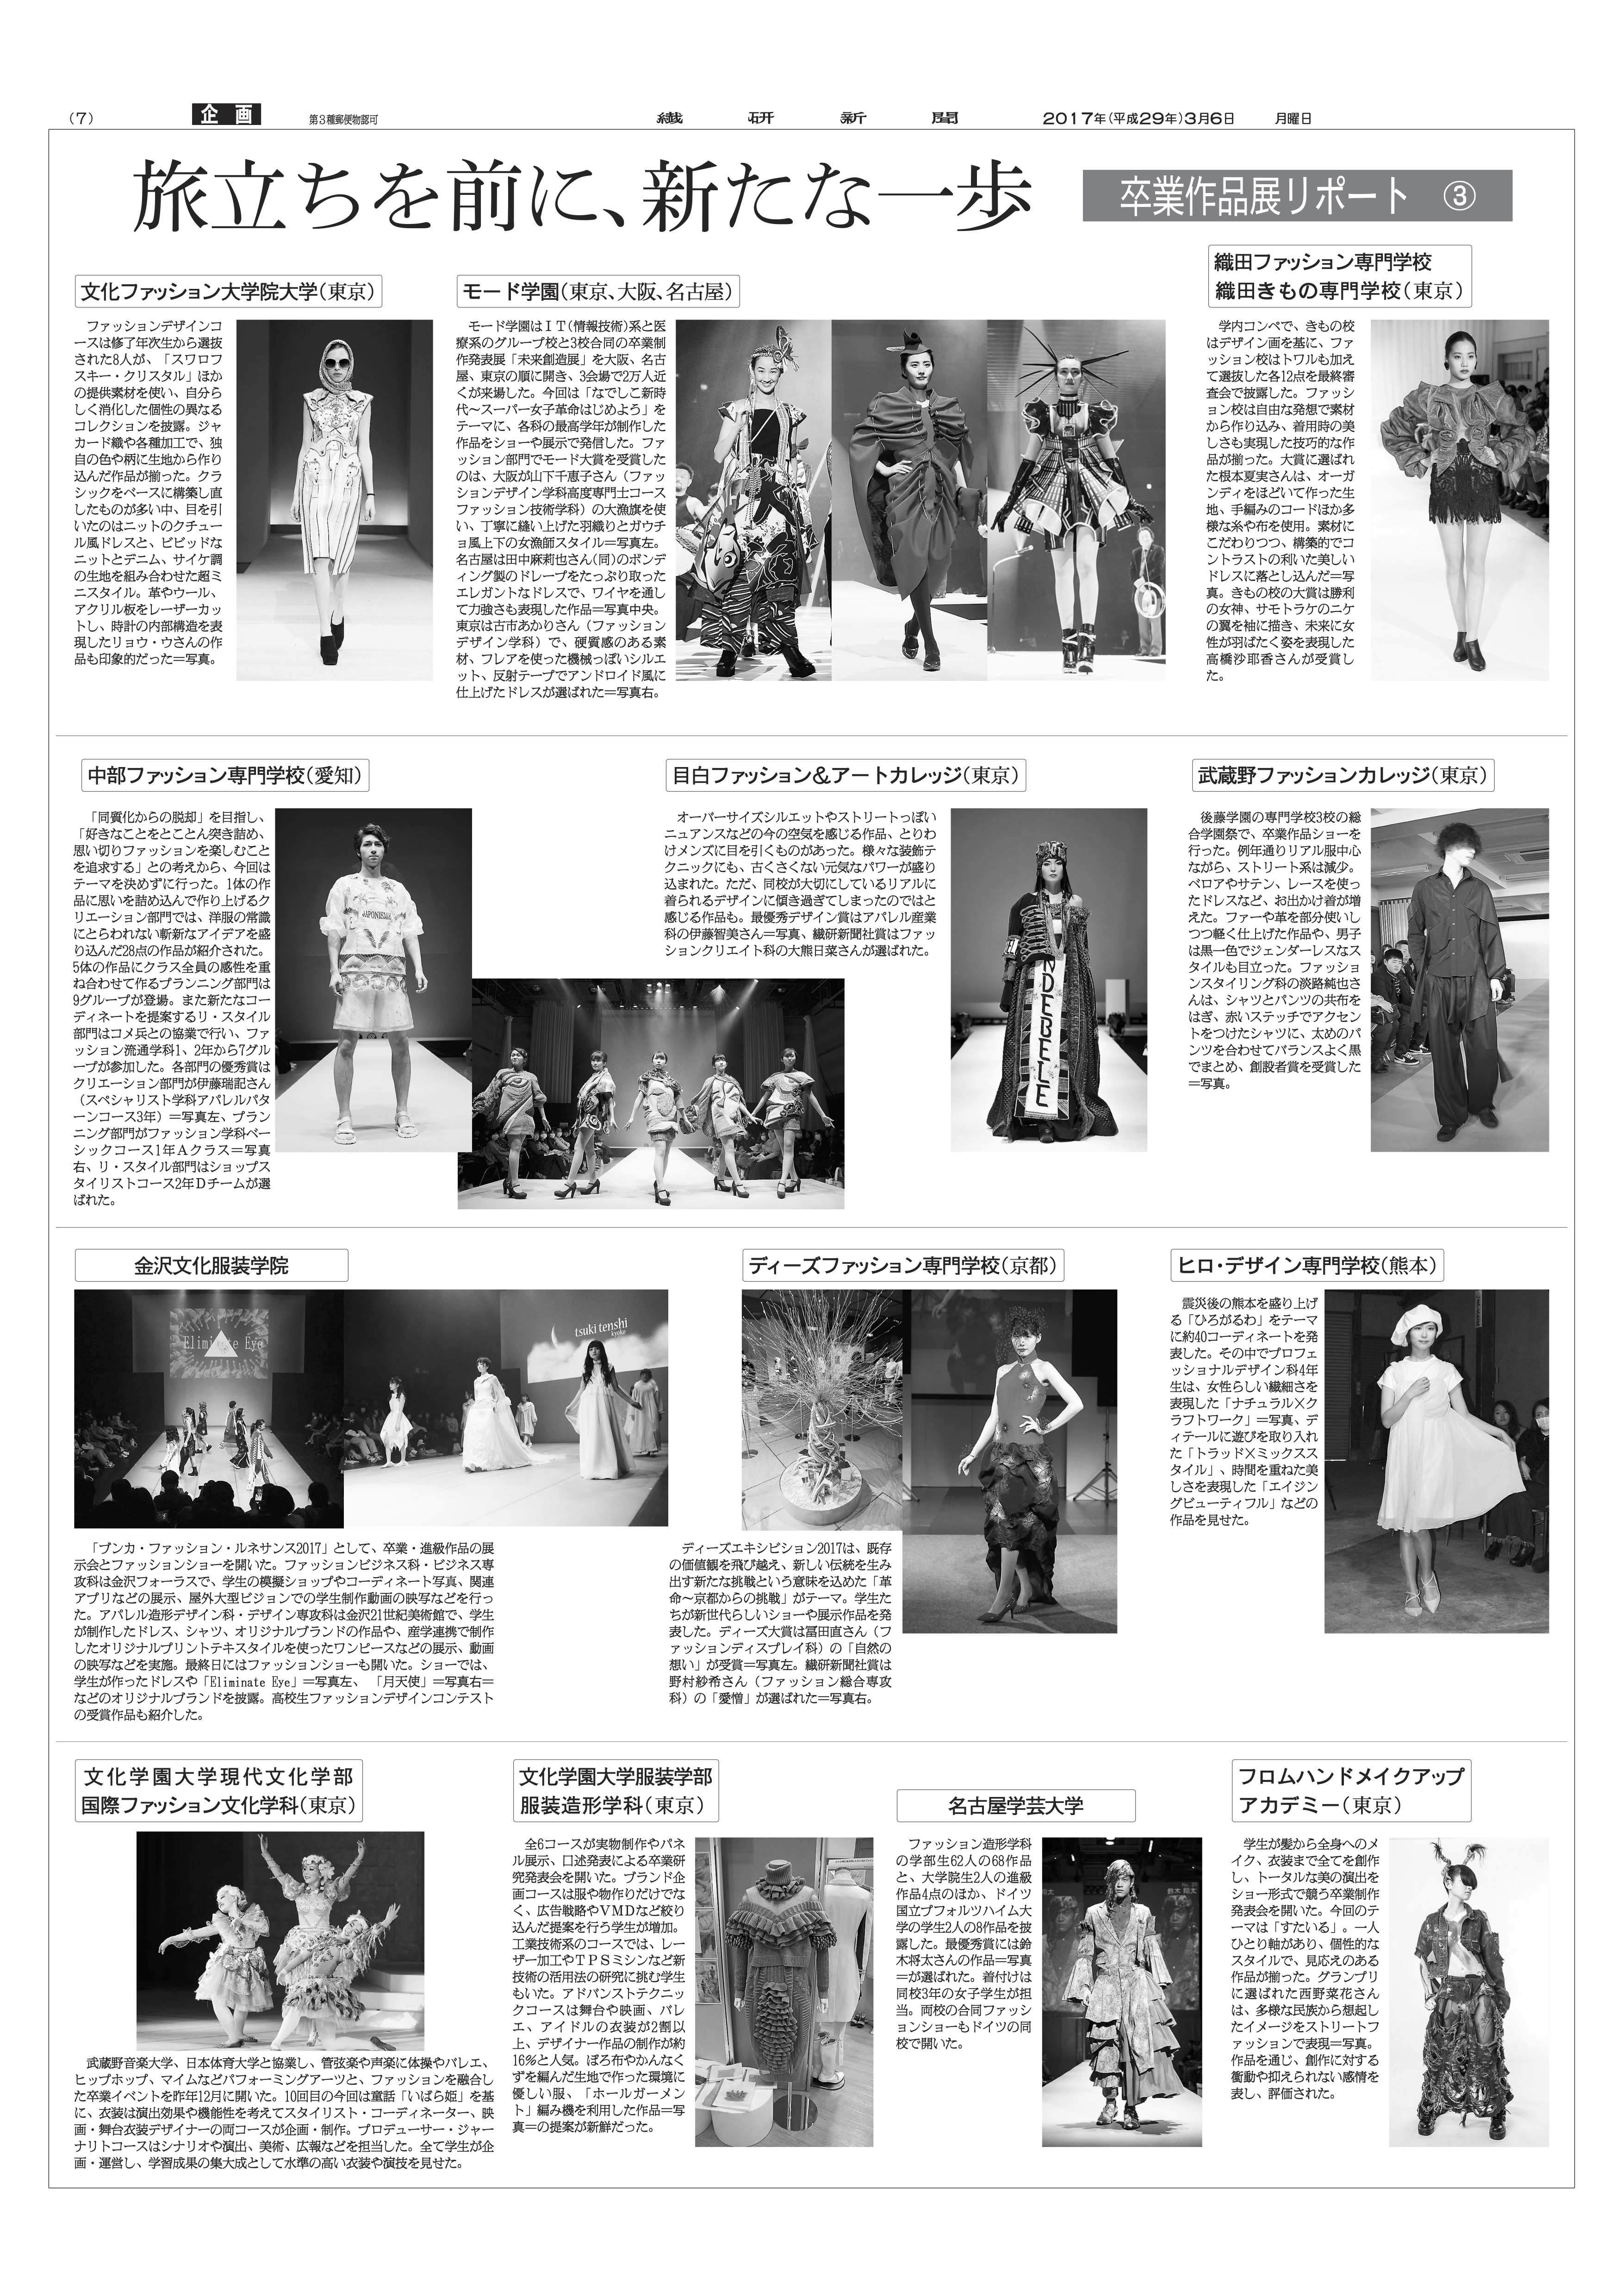 （7）
企　画
第3種郵便物認可
繊　研　新　聞
2017年(平成29年)3月6日
月曜日
旅立ちを前に、新たな一歩
卒業作品展リポート　③
文化ファッション大学院大学(東京)
ファッションデザインコ
ースは修了年次生から選抜
された8人が、「スワロフ
スキー・クリスタル」ほか
の提供素材を使い、自分ら
しく消化した個性の異なる
コレクションを披露。ジャ
カード織や各種加工で、独
自の色や柄に生地から作り
込んだ作品が揃った。クラ
シックをベースに構築し直
したものが多い中、目を引
いたのはニットのクチュー
ル風ドレスと、ビビッドな
ニットとデニム、サイケ調
の生地を組み合わせた超ミ
ニスタイル。革やウール、
アクリル板をレーザーカッ
トし、時計の内部構造を表
現したリョウ・ウさんの作
品も印象的だった＝写真。
モード学園(東京、大阪、名古屋)
モード学園はＩＴ(情報技術)系と医
療系のグループ校と3校合同の卒業制
作発表展「未来創造展」を大阪、名古
屋、東京の順に開き、3会場で2万人近
くが来場した。今回は「なでしこ新時
代～スーパー女子革命はじめよう」を
テーマに、各科の最高学年が制作した
作品をショーや展示で発信した。ファ
ッション部門でモード大賞を受賞した
のは、大阪が山下千恵子さん（ファッ
ションデザイン学科高度専門士コース
ファッション技術学科）の大漁旗を使
い、丁寧に縫い上げた羽織りとガウチ
ョ風上下の女漁師スタイル＝写真左。
名古屋は田中麻莉也さん(同)のボンデ
ィング製のドレープをたっぷり取った
エレガントなドレスで、ワイヤを通し
て力強さも表現した作品＝写真中央。
東京は古市あかりさん（ファッション
デザイン学科）で、硬質感のある素
材、フレアを使った機械っぽいシルエ
ット、反射テープでアンドロイド風に
仕上げたドレスが選ばれた＝写真右。
織田ファッション専門学校
織田きもの専門学校(東京)
学内コンペで、きもの校
はデザイン画を基に、ファ
ッション校はトワルも加え
て選抜した各12点を最終審
査会で披露した。ファッシ
ョン校は自由な発想で素材
から作り込み、着用時の美
しさも実現した技巧的な作
品が揃った。大賞に選ばれ
た根本夏実さんは、オーガ
ンディをほどいて作った生
地、手編みのコードほか多
様な糸や布を使用。素材に
こだわりつつ、構築的でコ
ントラストの利いた美しい
ドレスに落とし込んだ＝写
真。きもの校の大賞は勝利
の女神、サモトラケのニケ
の翼を袖に描き、未来に女
性が羽ばたく姿を表現した
高橋沙耶香さんが受賞し
た。
中部ファッション専門学校(愛知)
「同質化からの脱却」を目指し、
「好きなことをとことん突き詰め、
思い切りファッションを楽しむこと
を追求する」との考えから、今回は
テーマを決めずに行った。1体の作
品に思いを詰め込んで作り上げるク
リエーション部門では、洋服の常識
にとらわれない斬新なアイデアを盛
り込んだ28点の作品が紹介された。
5体の作品にクラス全員の感性を重
ね合わせて作るプランニング部門は
9グループが登場。また新たなコー
ディネートを提案するリ・スタイル
部門はコメ兵との協業で行い、ファ
ッション流通学科1、2年から7グル
ープが参加した。各部門の優秀賞は
クリエーション部門が伊藤瑞記さん
（スペシャリスト学科アパレルパタ
ーンコース3年）＝写真左、プラン
ニング部門がファッション学科ベー
シックコース1年Ａクラス＝写真
右、リ・スタイル部門はショップス
タイリストコース2年Ｄチームが選
ばれた。
JAPONISM
目白ファッション＆アートカレッジ(東京)
オーバーサイズシルエットやストリートっぽい
ニュアンスなどの今の空気を感じる作品、とりわ
けメンズに目を引くものがあった。様々な装飾テ
クニックにも、古くさくない元気なパワーが盛り
込まれた。ただ、同校が大切にしているリアルに
着られるデザインに傾き過ぎてしまったのではと
感じる作品も。最優秀デザイン賞はアパレル産業
科の伊藤智美さん＝写真、繊研新聞社賞はファッ
ションクリエイト科の大熊日菜さんが選ばれた。
NDEBELE
武蔵野ファッションカレッジ(東京)
後藤学園の専門学校3校の総
合学園祭で、卒業作品ショーを
行った。例年通りリアル服中心
ながら、ストリート系は減少。
ベロアやサテン、レースを使っ
たドレスなど、お出かけ着が増
えた。ファーや革を部分使いし
つつ軽く仕上げた作品や、男子
は黒一色でジェンダーレスなス
タイルも目立った。ファッショ
ンスタイリング科の淡路純也さ
んは、シャツとパンツの共布を
はぎ、赤いステッチでアクセン
トをつけたシャツに、太めのパ
ンツを合わせてバランスよく黒
でまとめ、創設者賞を受賞した
＝写真。
金沢文化服装学院
Eliminate Eye
tsuki tenshi
kyoko
「ブンカ・ファッション・ルネサンス2017」として、卒業・進級作品の展
示会とファッションショーを開いた。ファッションビジネス科・ビジネス専
攻科は金沢フォーラスで、学生の模擬ショップやコーディネート写真、関連
アプリなどの展示、屋外大型ビジョンでの学生制作動画の映写などを行っ
た。アパレル造形デザイン科・デザイン専攻科は金沢21世紀美術館で、学生
が制作したドレス、シャツ、オリジナルブランドの作品や、産学連携で制作
したオリジナルプリントテキスタイルを使ったワンピースなどの展示、動画
の映写などを実施。最終日にはファッションショーも開いた。ショーでは、
学生が作ったドレスや「Eliminate Eye」＝写真左、「月天使」＝写真右＝
などのオリジナルブランドを披露。高校生ファッションデザインコンテスト
の受賞作品も紹介した。
ディーズファッション専門学校(京都)
ディーズエキシビション2017は、既存
の価値観を飛び越え、新しい伝統を生み
出す新たな挑戦という意味を込めた「革
命～京都からの挑戦」がテーマ。学生た
ちが新世代らしいショーや展示作品を発
表した。ディーズ大賞は冨田直さん（フ
ァッションディスプレイ科）の「自然の
想い」が受賞＝写真左。繊研新聞社賞は
野村紗希さん（ファッション総合専攻
科）の「愛憎」が選ばれた＝写真右。
ヒロ・デザイン専門学校(熊本)
震災後の熊本を盛り上げ
る「ひろがるわ」をテーマ
に約40コーディネートを発
表した。その中でプロフェ
ッショナルデザイン科4年
生は、女性らしい繊細さを
表現した「ナチュラル×ク
ラフトワーク」＝写真、デ
ィテールに遊びを取り入れ
た「トラッド×ミックスス
タイル」、時間を重ねた美
しさを表現した「エイジン
グビューティフル」などの
作品を見せた。
文化学園大学現代文化学部
国際ファッション文化学科(東京)
武蔵野音楽大学、日本体育大学と協業し、管弦楽や声楽に体操やバレエ、
ヒップホップ、マイムなどパフォーミングアーツと、ファッションを融合し
た卒業イベントを昨年12月に開いた。10回目の今回は童話「いばら姫」を基
に、衣装は演出効果や機能性を考えてスタイリスト・コーディネーター、映
画・舞台衣装デザイナーの両コースが企画・制作。プロデューサー・ジャー
ナリトコースはシナリオや演出、美術、広報などを担当した。全て学生が企
画・運営し、学習成果の集大成として水準の高い衣装や演技を見せた。
文化学園大学服装学部
服装造形学科(東京)
全6コースが実物制作やパネ
ル展示、口述発表による卒業研
究発表会を開いた。ブランド企
画コースは服や物作りだけでな
く、広告戦略やＶＭＤなど絞り
込んだ提案を行う学生が増加。
工業技術系のコースでは、レー
ザー加工やＴＰＳミシンなど新
技術の活用法の研究に挑む学生
もいた。アドバンストテクニッ
クコースは舞台や映画、バレ
エ、アイドルの衣装が2割以
上、デザイナー作品の制作が約
16％と人気。ぼろ布やかんなく
ずを編んだ生地で作った環境に
優しい服、「ホールガーメン
ト」編み機を利用した作品＝写
真＝の提案が新鮮だった。
名古屋学芸大学
ファッション造形学科
の学部生62人の68作品
と、大学院生2人の進級
作品4点のほか、ドイツ
国立プフォルツハイム大
学の学生2人の8作品を披
露した。最優秀賞には鈴
木将太さんの作品＝写真
＝が選ばれた。着付けは
同校3年の女子学生が担
当。両校の合同ファッシ
ョンショーもドイツの同
校で開いた。
フロムハンドメイクアップ
アカデミー(東京)
学生が髪から全身へのメ
イク、衣装まで全てを創作
し、トータルな美の演出を
ショー形式で競う卒業制作
発表会を開いた。今回のテ
ーマは「すたいる」。一人
ひとり軸があり、個性的な
スタイルで、見応えのある
作品が揃った。グランプリ
に選ばれた西野菜花さん
は、多様な民族から想起し
たイメージをストリートフ
ァッションで表現＝写真。
作品を通じ、創作に対する
衝動や抑えられない感情を
表し、評価された。